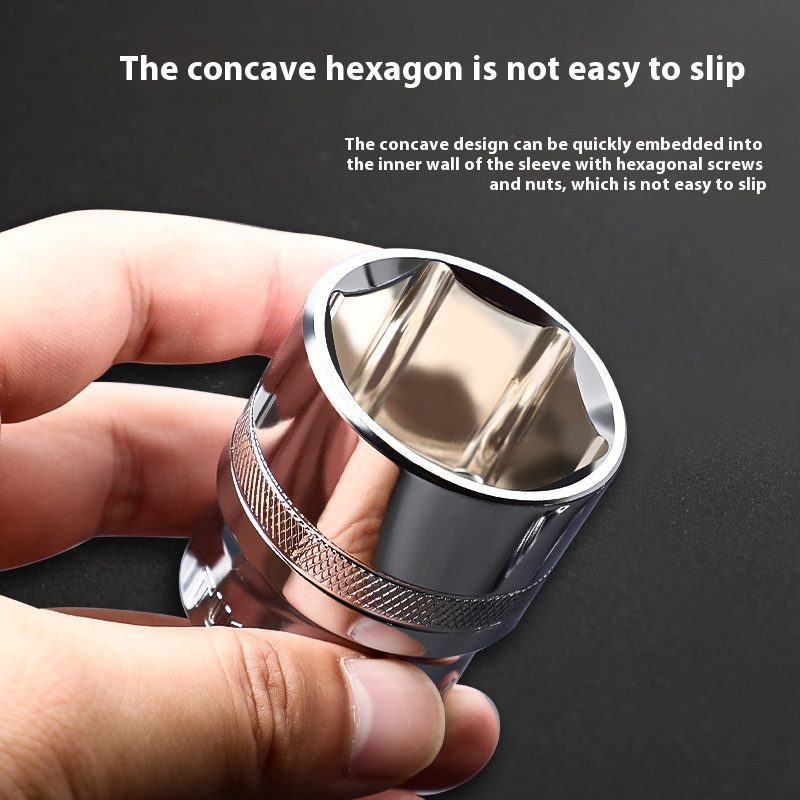 The concave hexagon is not easy to slip
The concave design can be quickly embedded into
the inner wall of the sleeve with hexagonal screws
and nuts, which is not easy to slip